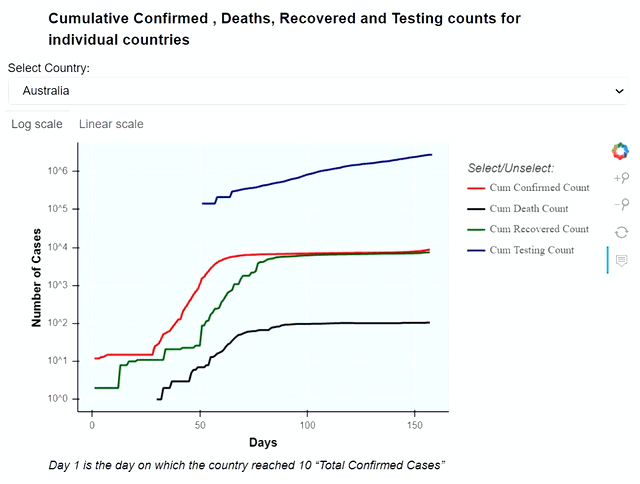 Cumulative Confirmed , Deaths, Recovered and Testing counts for
individual countries
Select Country:
Australia
Log scale
Linear scale
Number of Cases
10^6
10^5
10^4
10^3
10^2
10^1
10^0
0
50
100
150
Days
Select/Unselect:
Cum Confirmed Count
Cum Death Count
Cum Recovered Count
Cum Testing Count
Day 1 is the day on which the country reached 10 “Total Confirmed Cases”